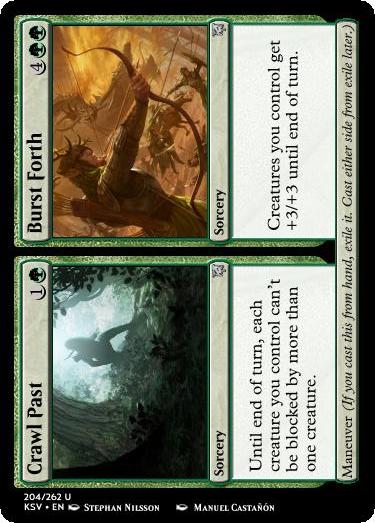 Crawl Past 1
Sorcery
Until end of turn, each
creature you control can't
be blocked by more than
one creature.
Burst Forth 4
Sorcery
Creatures you control get
+3/+3 until end of turn.
Maneuver (If you cast this from hand, exile it. Cast either side from exile later.)
204/262 U
KSV • EN Stephan Nilsson Manuel Castañón